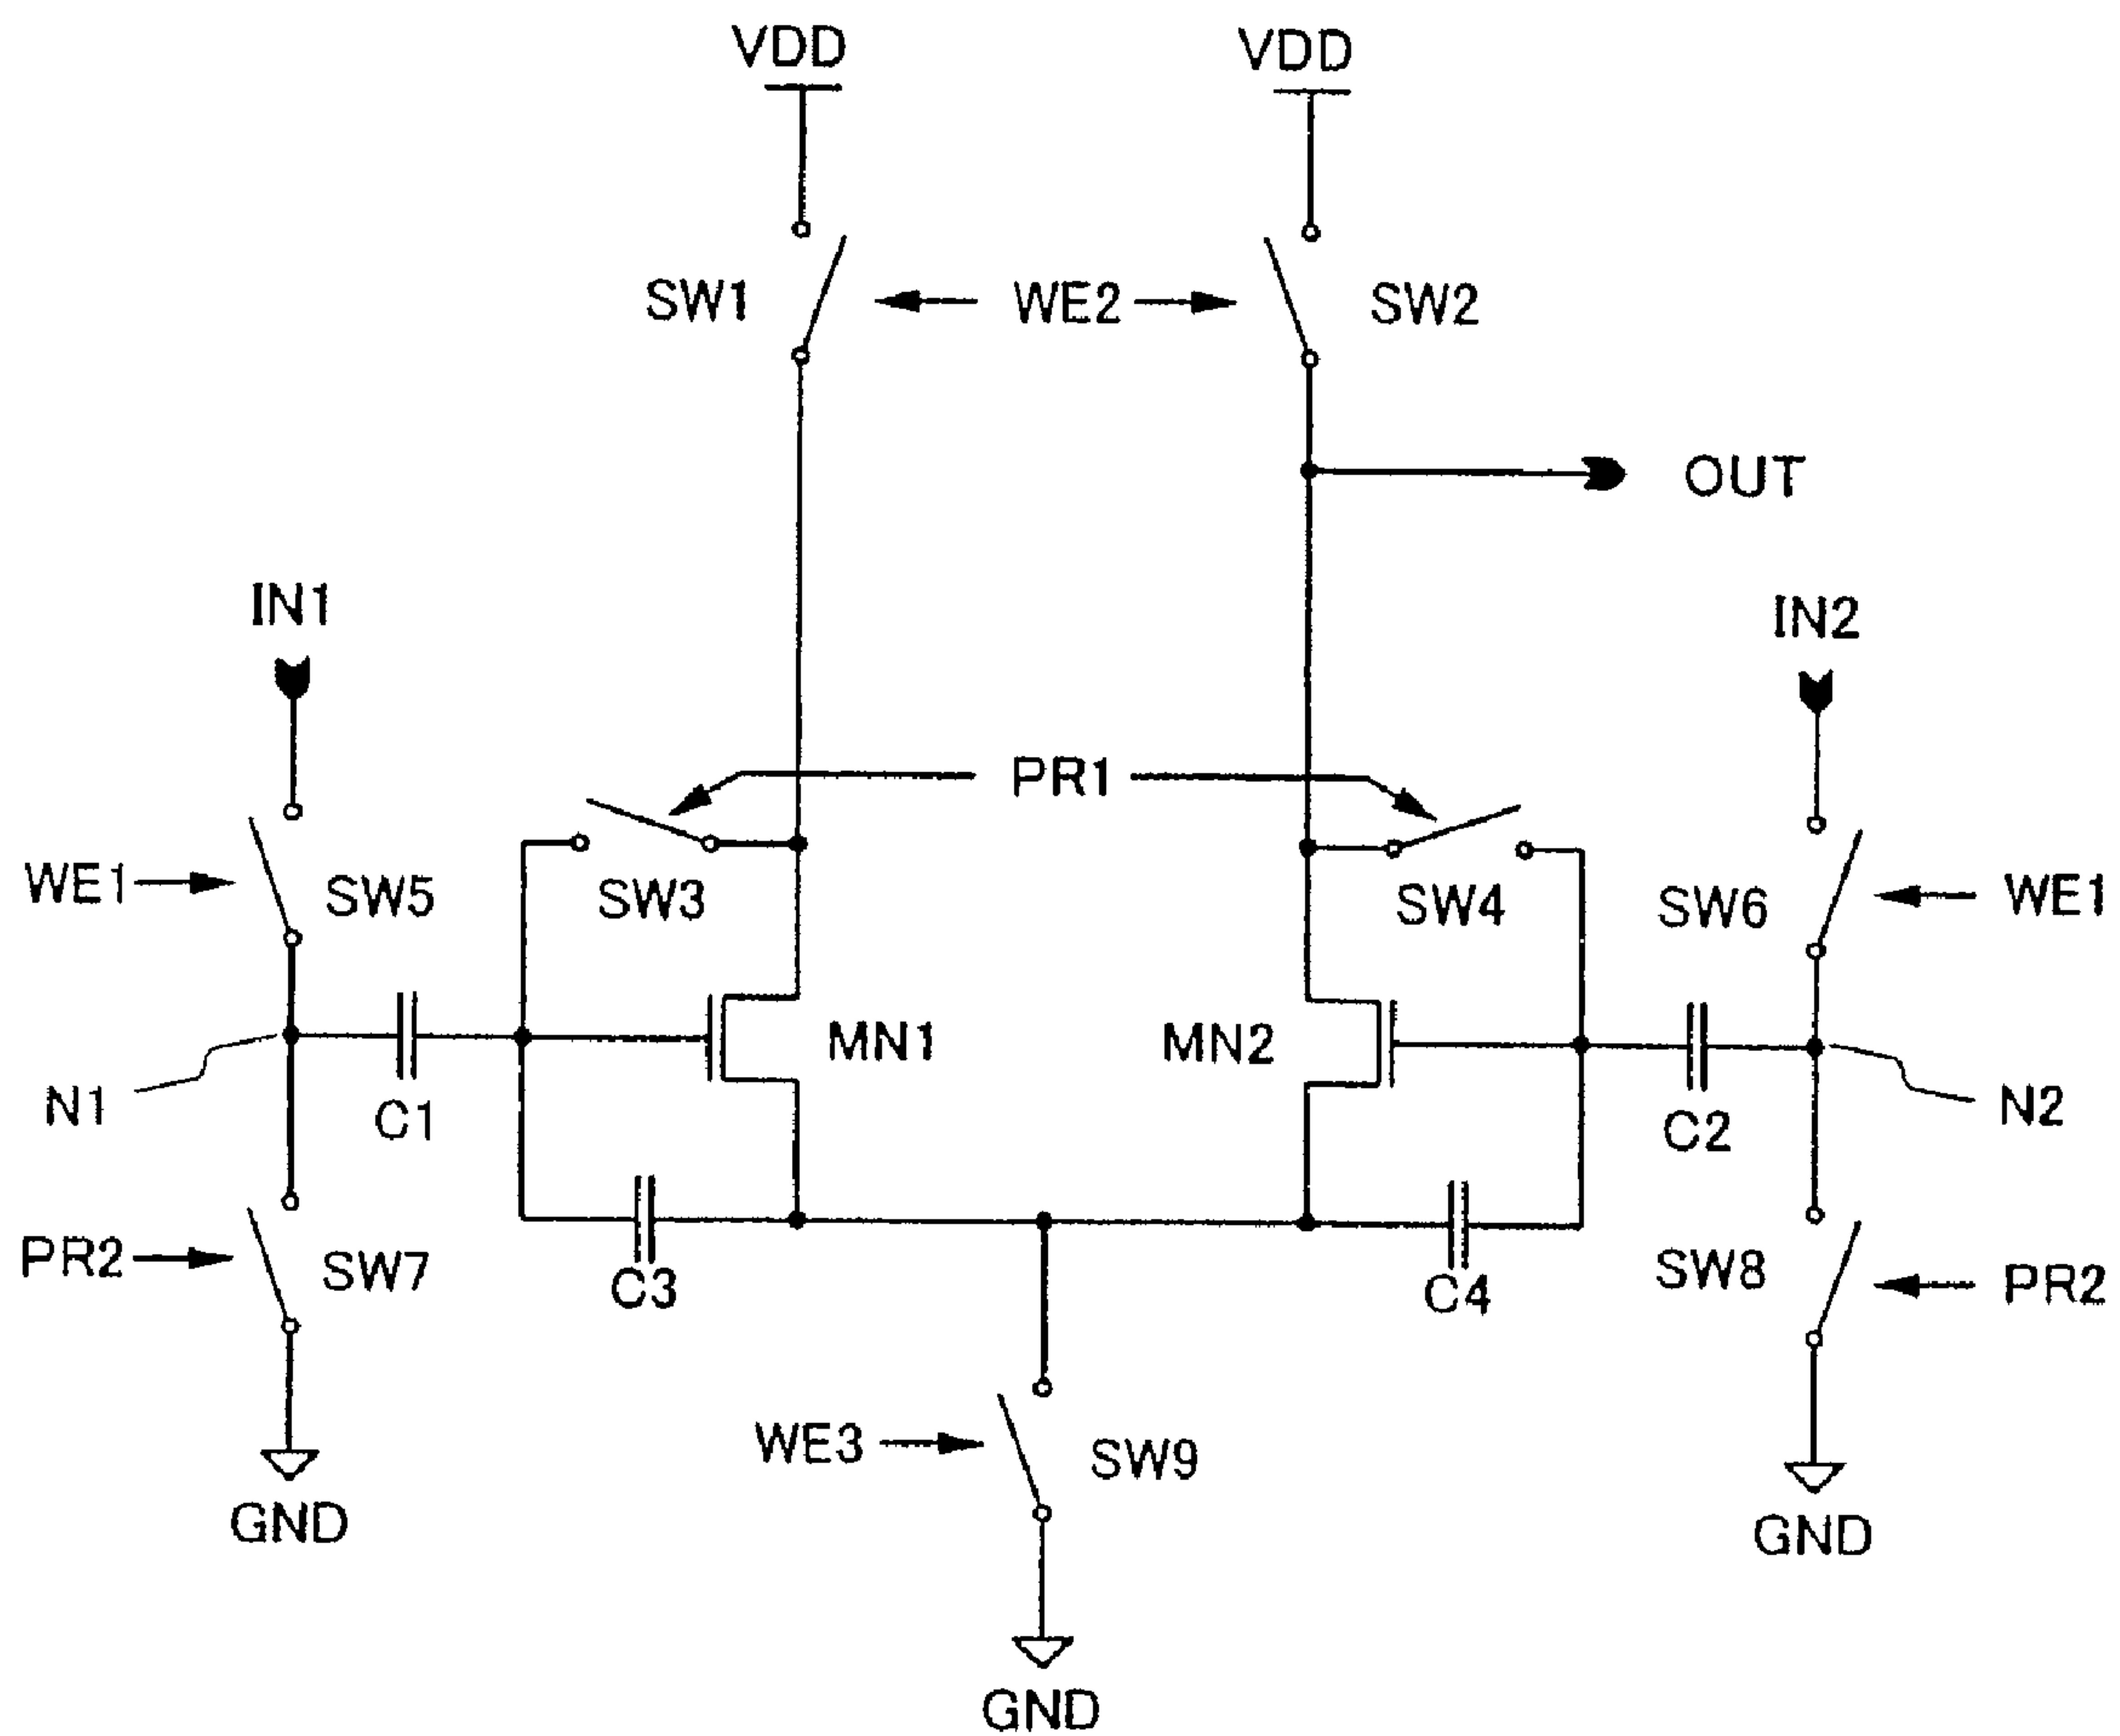 VDD
VDD
SW1
WE2
SW2
OUT
IN1
IN2
PR1
WE1
SW5
SW3
SW4
SW6
WE1
N1
C1
MN1
MN2
C2
N2
PR2
SW7
C3
C4
SW8
PR2
WE3
SW9
GND
GND
GND